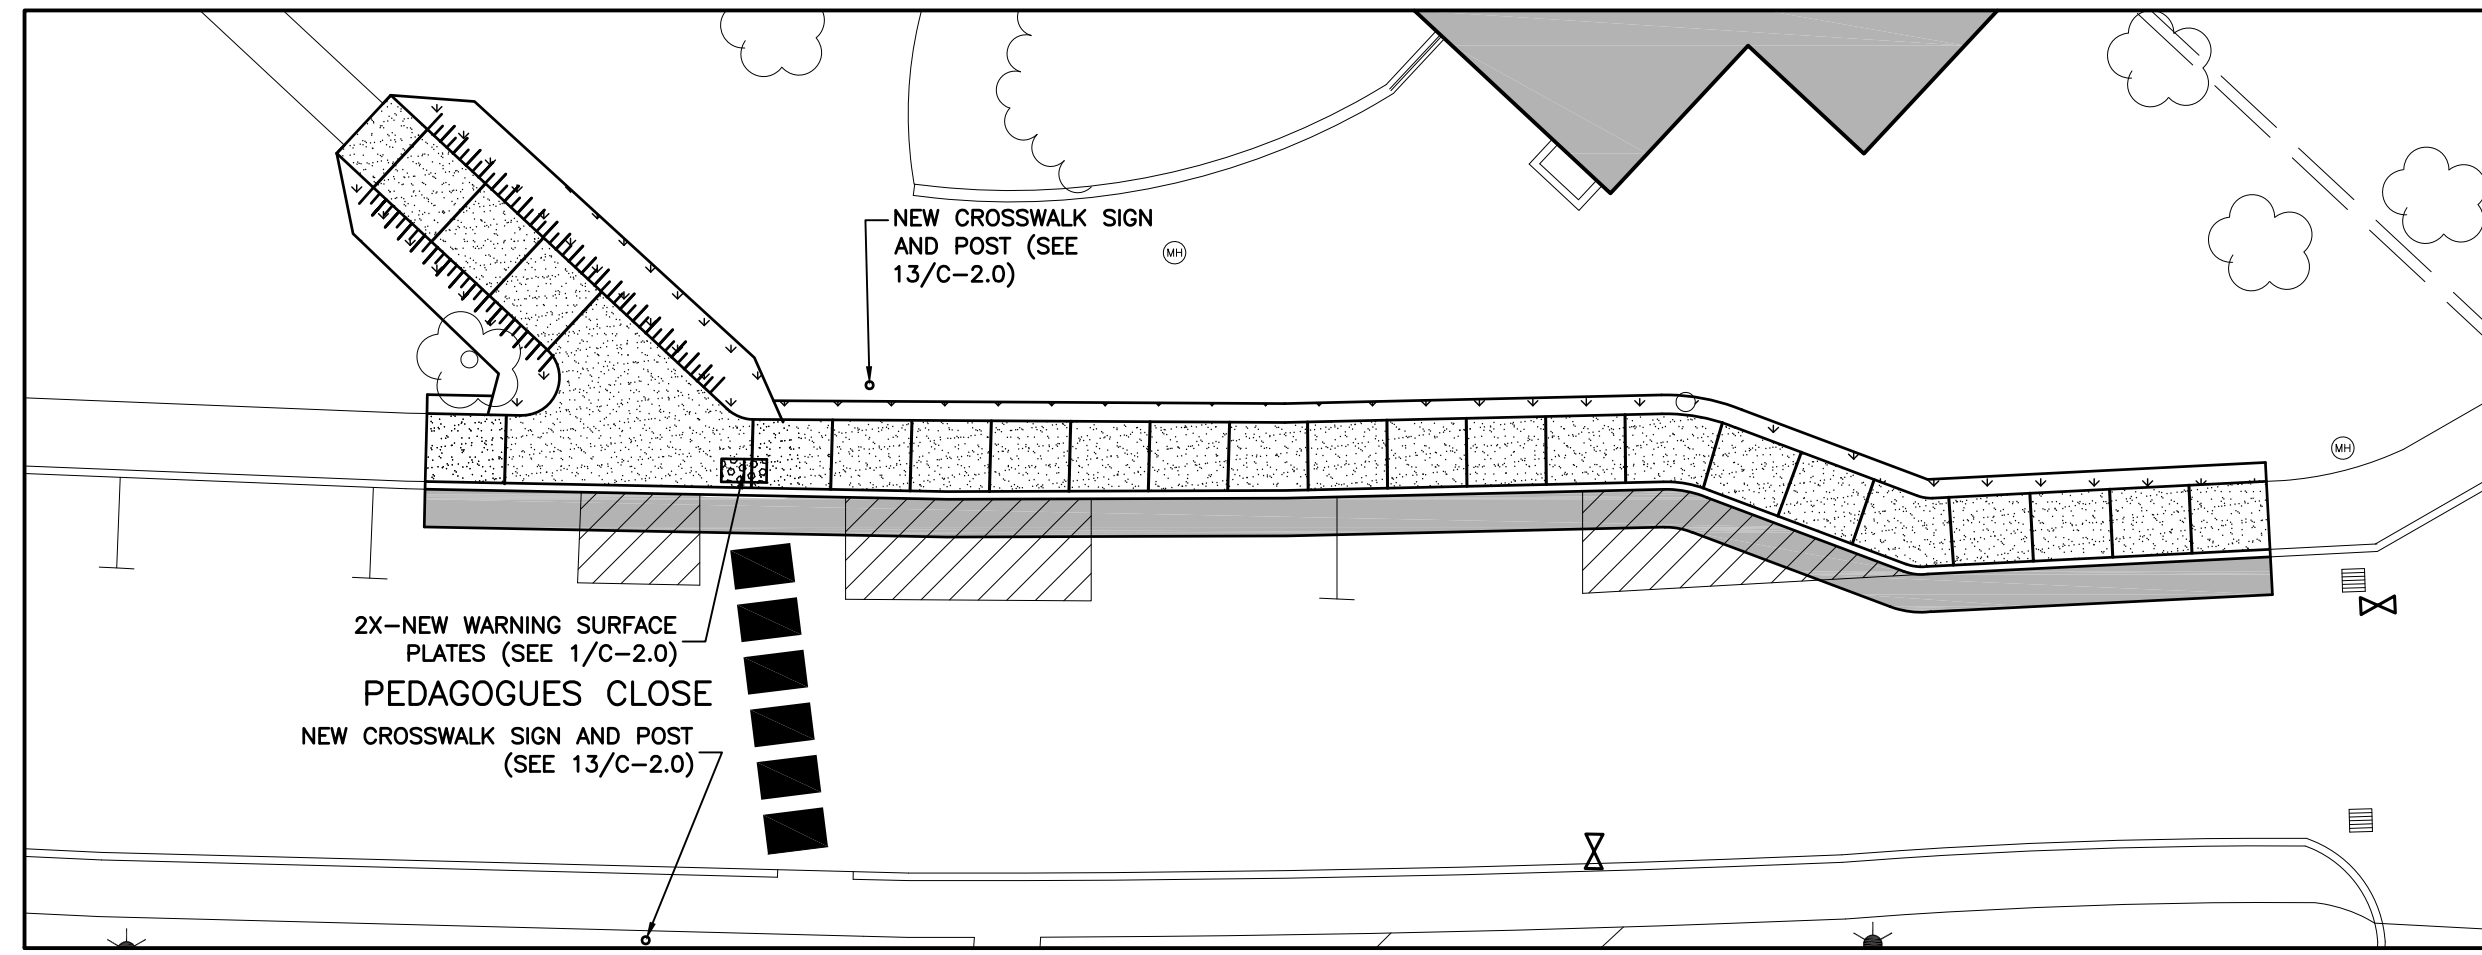 NEW CROSSWALK SIGN
AND POST (SEE
13/C-2.0)
MH
MH
2X-NEW WARNING SURFACE
PLATES (SEE 1/C-2.0)
PEDAGOGUES CLOSE
NEW CROSSWALK SIGN AND POST
(SEE 13/C-2.0)